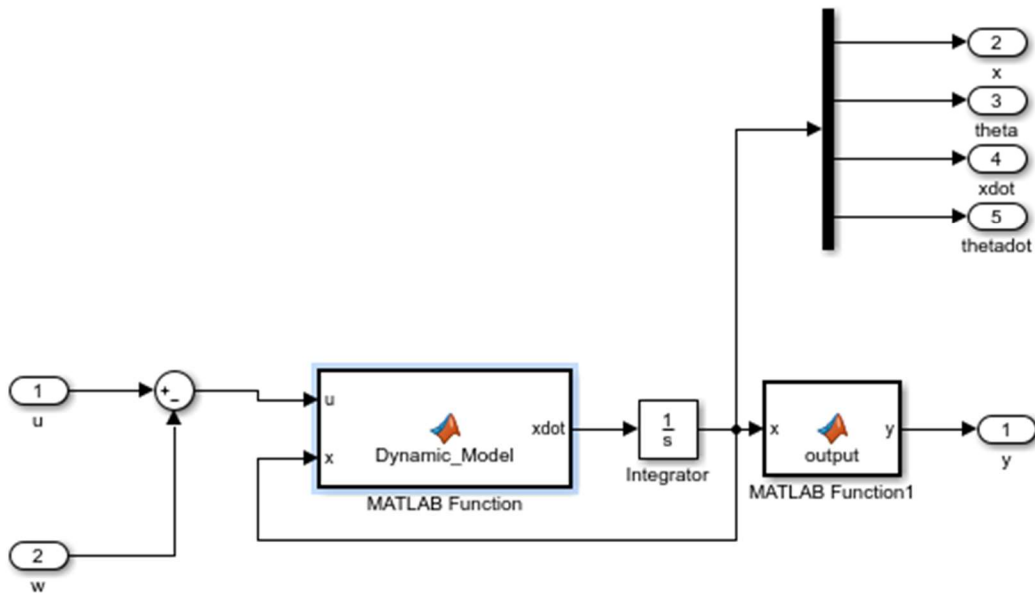 2
x
3
theta
4
xdot
5
thetadot
1
u
+
−
u
x
Dynamic_Model
xdot
MATLAB Function
1
s
Integrator
x
output
y
MATLAB Function1
1
y
2
w